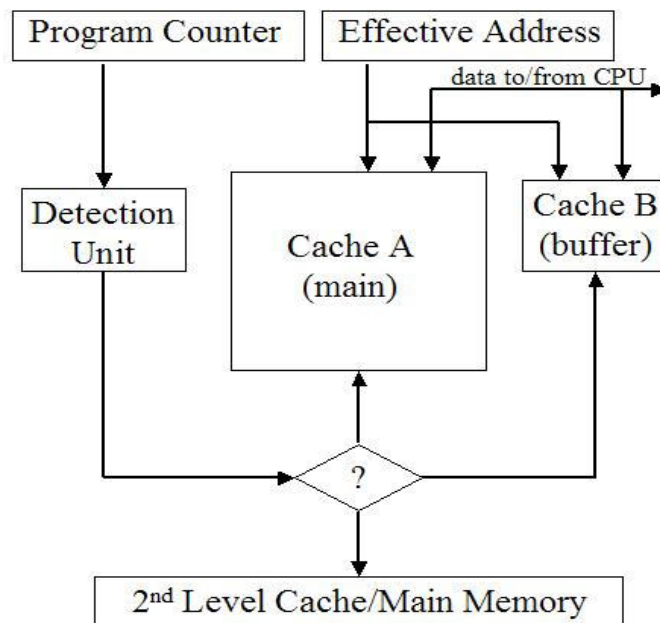 Program Counter
Effective Address
data to/from CPU
Detection
Unit
Cache A
(main)
Cache B
(buffer)
?
2nd Level Cache/Main Memory